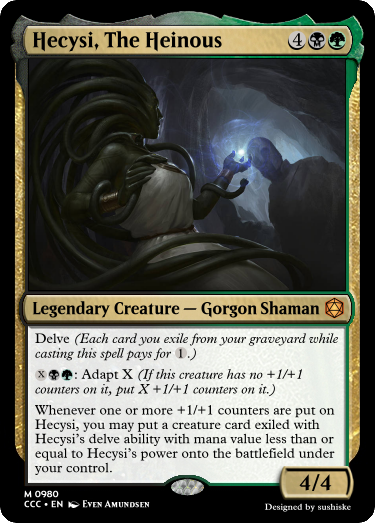 Hecysi, The Heinous 4
Legendary Creature — Gorgon Shaman
Delve (Each card you exile from your graveyard while
casting this spell pays for 1.)
X: Adapt X (If this creature has no +1/+1
counters on it, put X +1/+1 counters on it.)
Whenever one or more +1/+1 counters are put on
Hecysi, you may put a creature card exiled with
Hecysi's delve ability with mana value less than or
equal to Hecysi's power onto the battlefield under
your control.
4/4
M 0980
CCC • EN Even Amundsen
Designed by sushiske